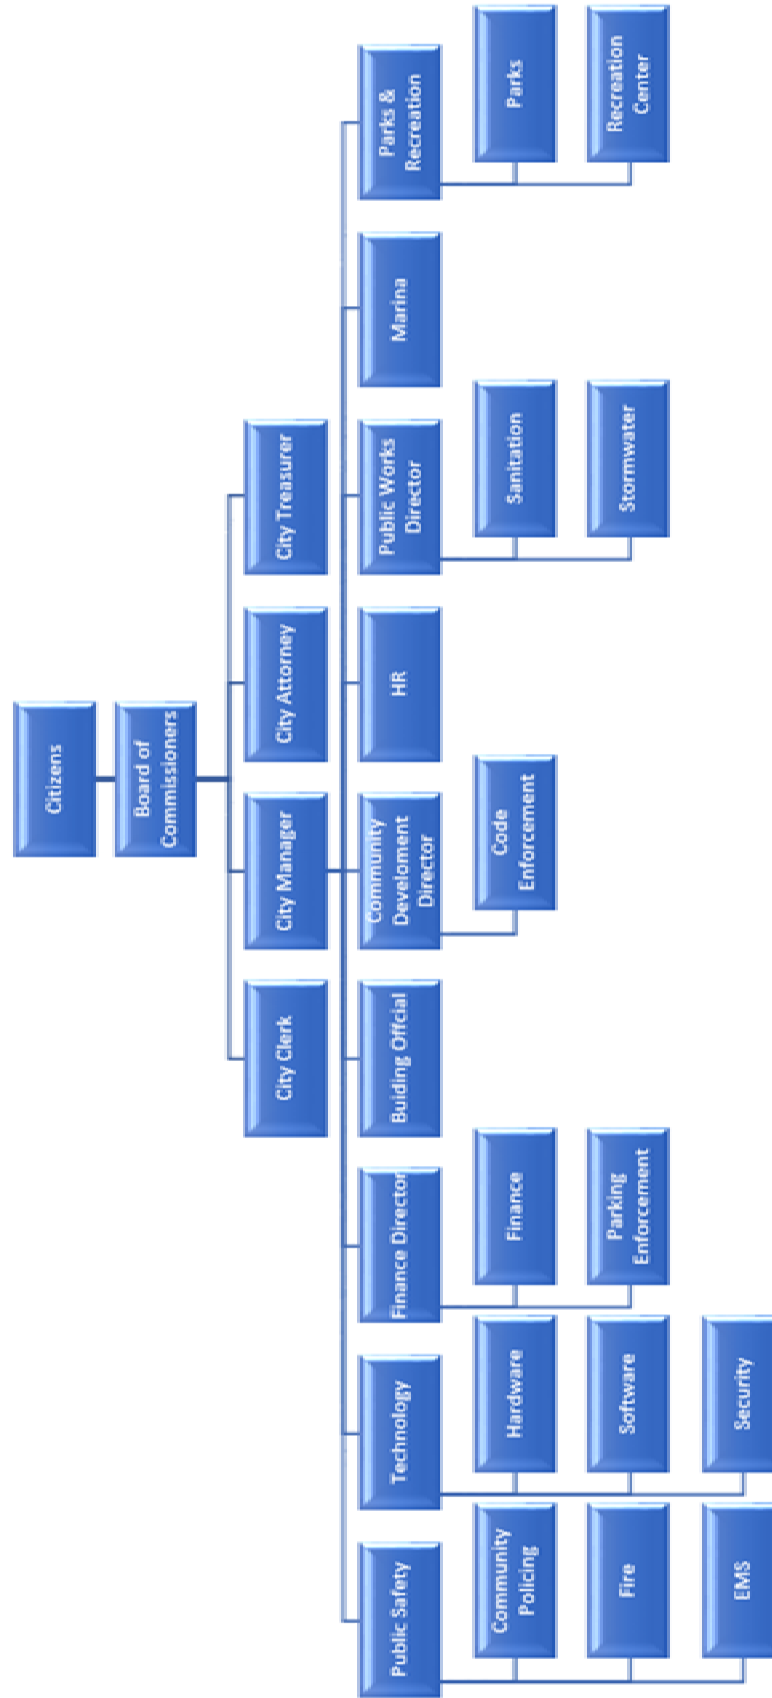 Citizens
Board of
Commissioners
City Clerk
City Manager
City Attorney
City Treasurer
Public Safety
Technology
Finance Director
Buiding Offcial
Community
Develoment
Director
HR
Public Works
Director
Marina
Parks &
Recreation
Community
Policing
Fire
EMS
Hardware
Software
Security
Finance
Parking
Enforcement
Code
Enforcement
Sanitation
Stormwater
Parks
Recreation
Center